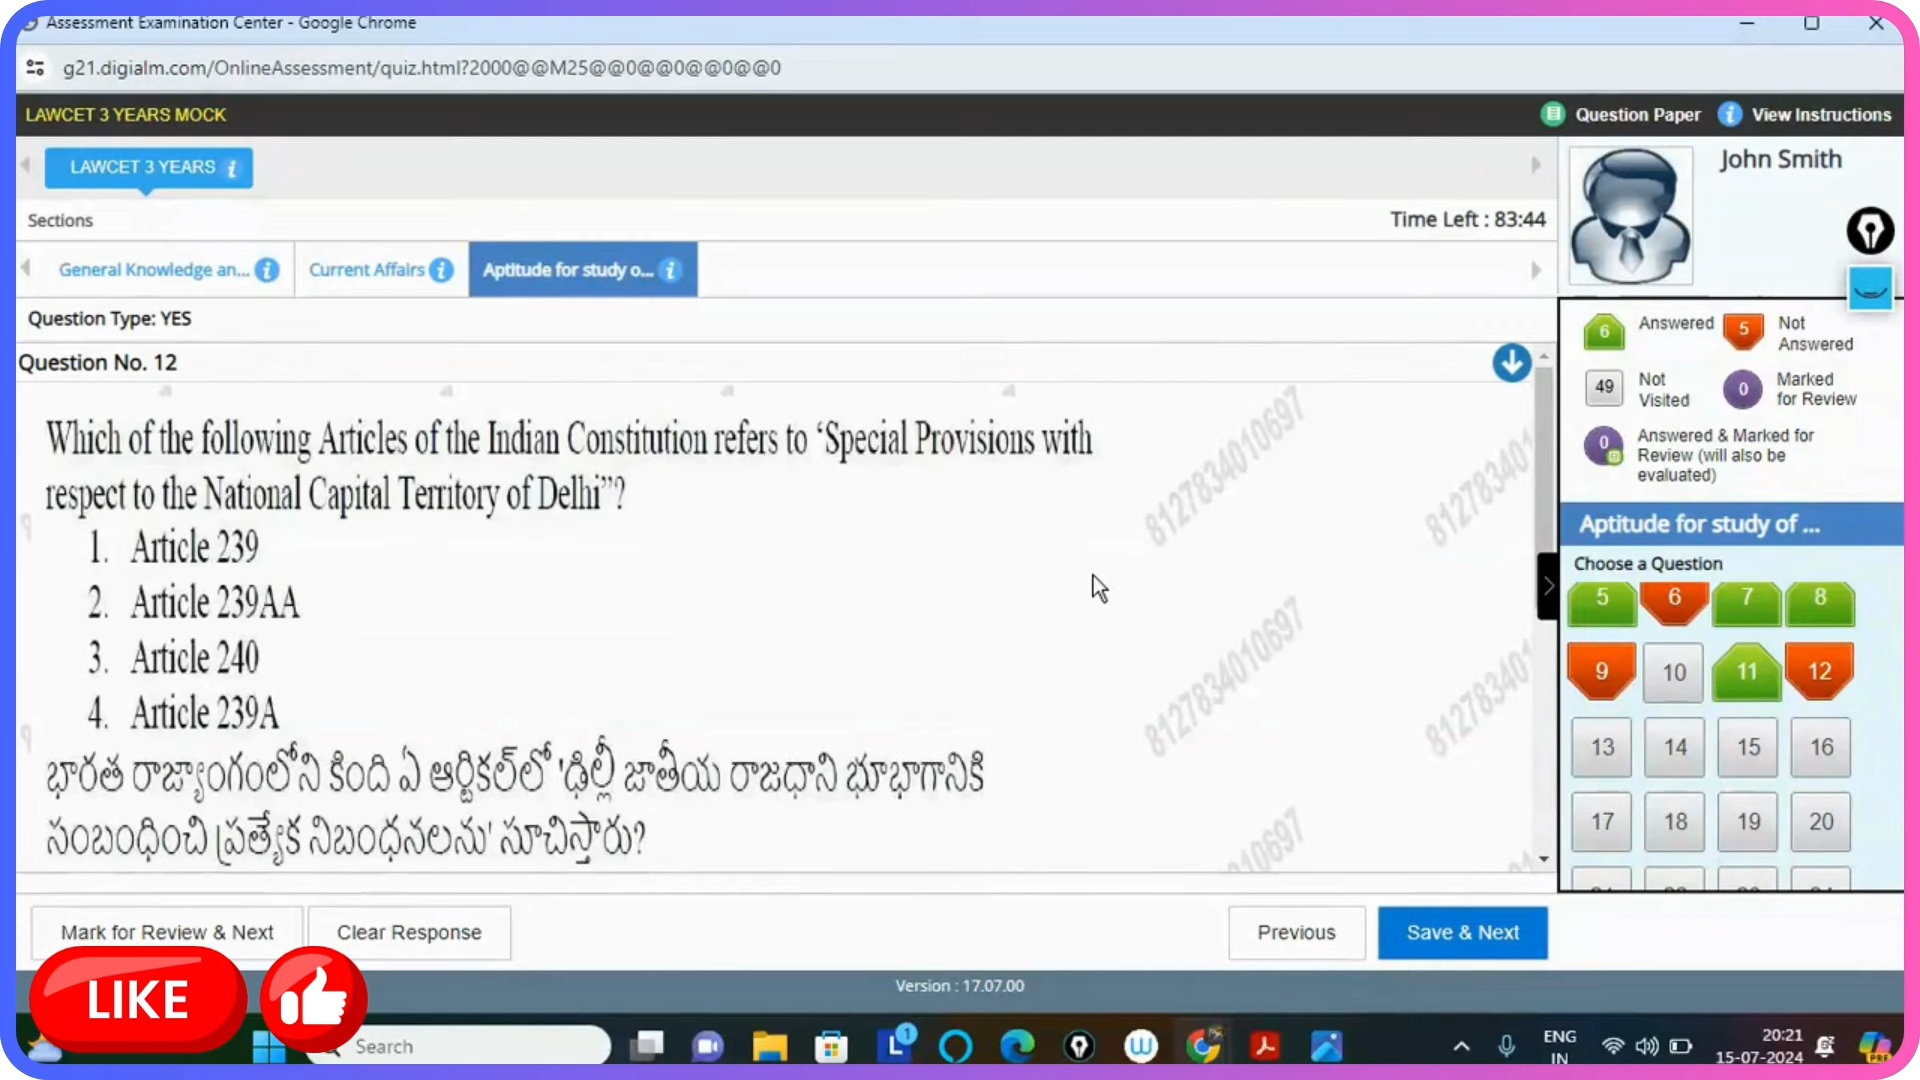 Assessment Examination Center - Google Chrome
g21.digialm.com/OnlineAssessment/quiz.html?2000@@M25@@0@@0@@0@@0
LAWCET 3 YEARS MOCK
Question Paper
View Instructions
LAWCET 3 YEARS
John Smith
Sections
Time Left : 83:44
General Knowledge an...
Current Affairs
Aptitude for study o...
Question Type: YES
Question No. 12
6 Answered
5 Not Answered
49 Not Visited
0 Marked for Review
0 Answered & Marked for Review (will also be evaluated)
Which of the following Articles of the Indian Constitution refers to ‘Special Provisions with
respect to the National Capital Territory of Delhi”?
1. Article 239
2. Article 239AA
3. Article 240
4. Article 239A
భారత రాజ్యాంగంలోని కింది ఏ ఆర్టికల్‌లో 'ఢిల్లీ జాతీయ రాజధాని భూభాగానికి
సంబంధించి ప్రత్యేక నిబంధనలను' సూచిస్తారు?
8127834010697
8127834010697
Aptitude for study of ...
Choose a Question
5 6 7 8
9 10 11 12
13 14 15 16
17 18 19 20
Mark for Review & Next
Clear Response
Previous
Save & Next
Version : 17.07.00
LIKE
Search
1
ENG
IN
20:21
15-07-2024
PRE